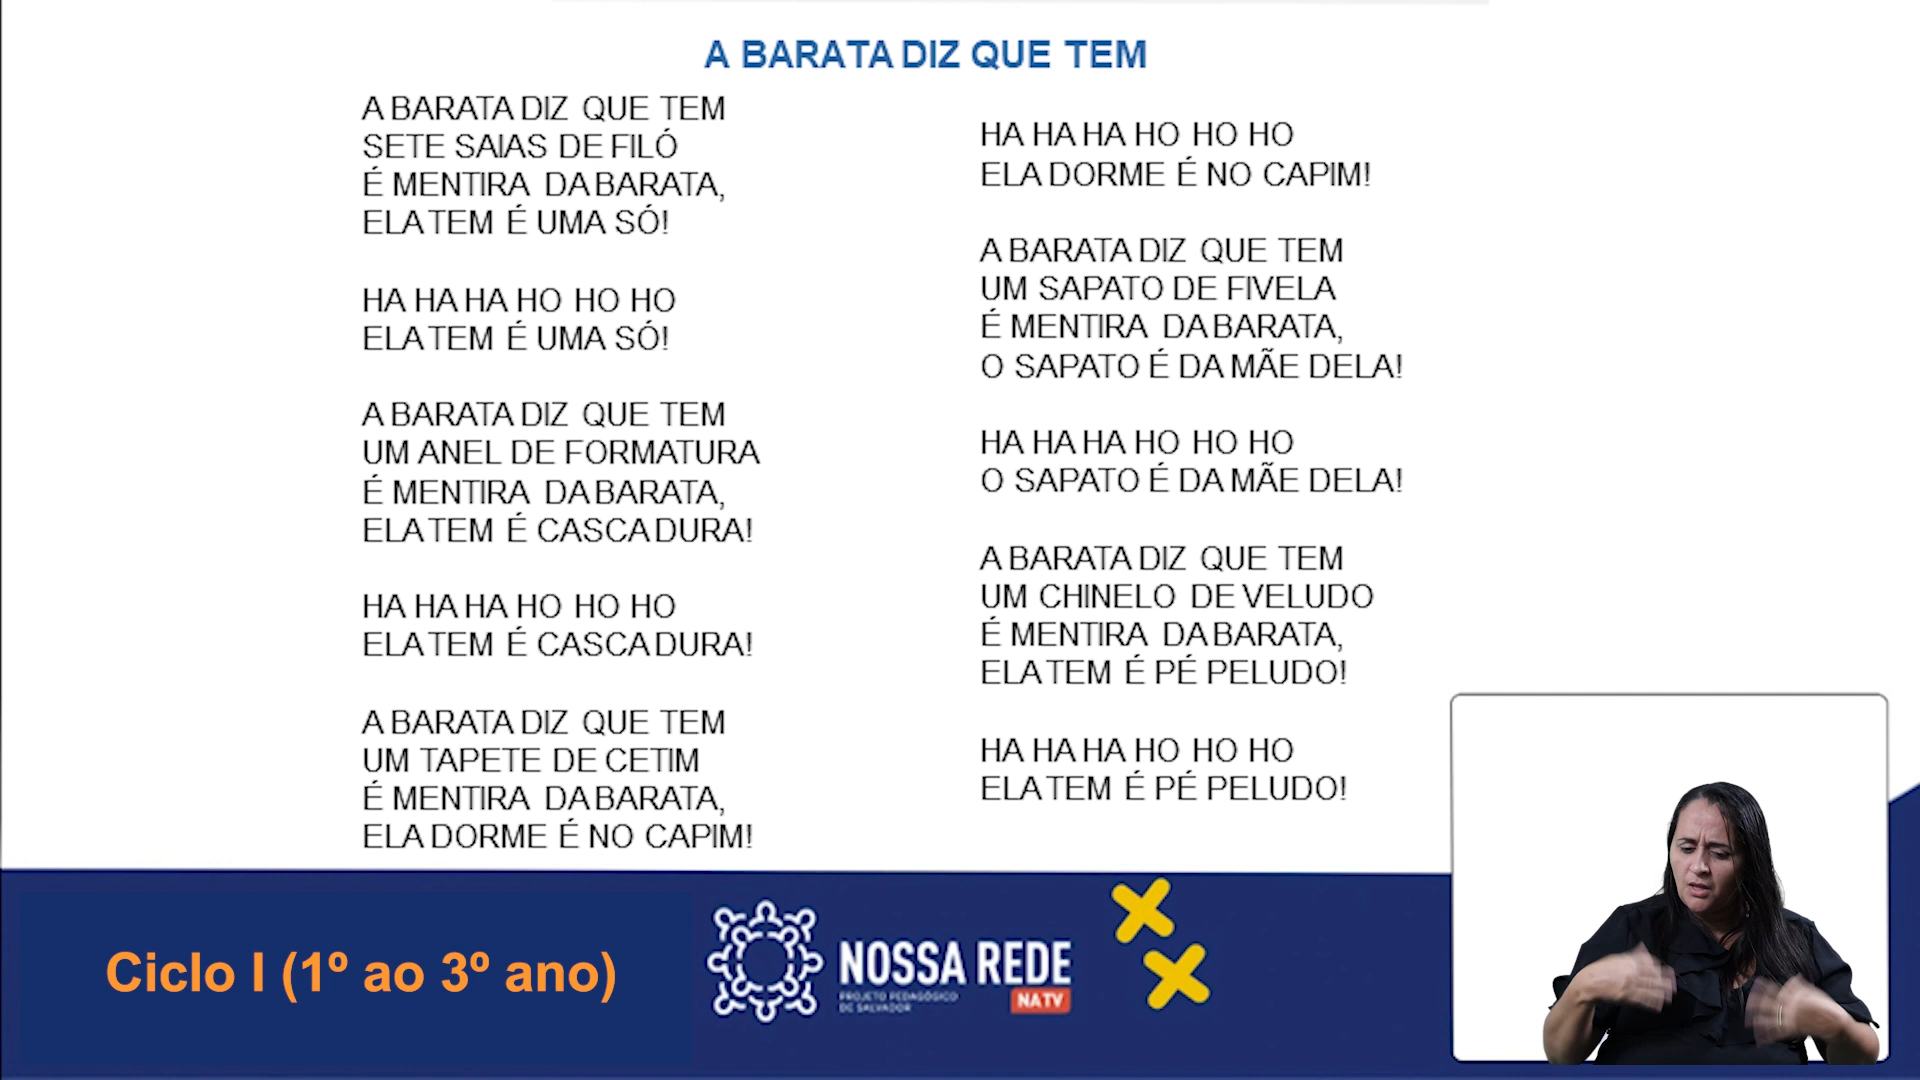 A BARATA DIZ QUE TEM
A BARATA DIZ QUE TEM
SETE SAIAS DE FILÓ
É MENTIRA DA BARATA,
ELA TEM É UMA SÓ!
HA HA HA HO HO HO
ELA TEM É UMA SÓ!
A BARATA DIZ QUE TEM
UM ANEL DE FORMATURA
É MENTIRA DA BARATA,
ELA TEM É CASCA DURA!
HA HA HA HO HO HO
ELA TEM É CASCA DURA!
A BARATA DIZ QUE TEM
UM TAPETE DE CETIM
É MENTIRA DA BARATA,
ELA DORME É NO CAPIM!
HA HA HA HO HO HO
ELA DORME É NO CAPIM!
A BARATA DIZ QUE TEM
UM SAPATO DE FIVELA
É MENTIRA DA BARATA,
O SAPATO É DA MÃE DELA!
HA HA HA HO HO HO
O SAPATO É DA MÃE DELA!
A BARATA DIZ QUE TEM
UM CHINELO DE VELUDO
É MENTIRA DA BARATA,
ELA TEM É PÉ PELUDO!
HA HA HA HO HO HO
ELA TEM É PÉ PELUDO!
Ciclo I (1º ao 3º ano)
NOSSA REDE
PROJETO PEDAGÓGICO
DE SALVADOR
NA TV